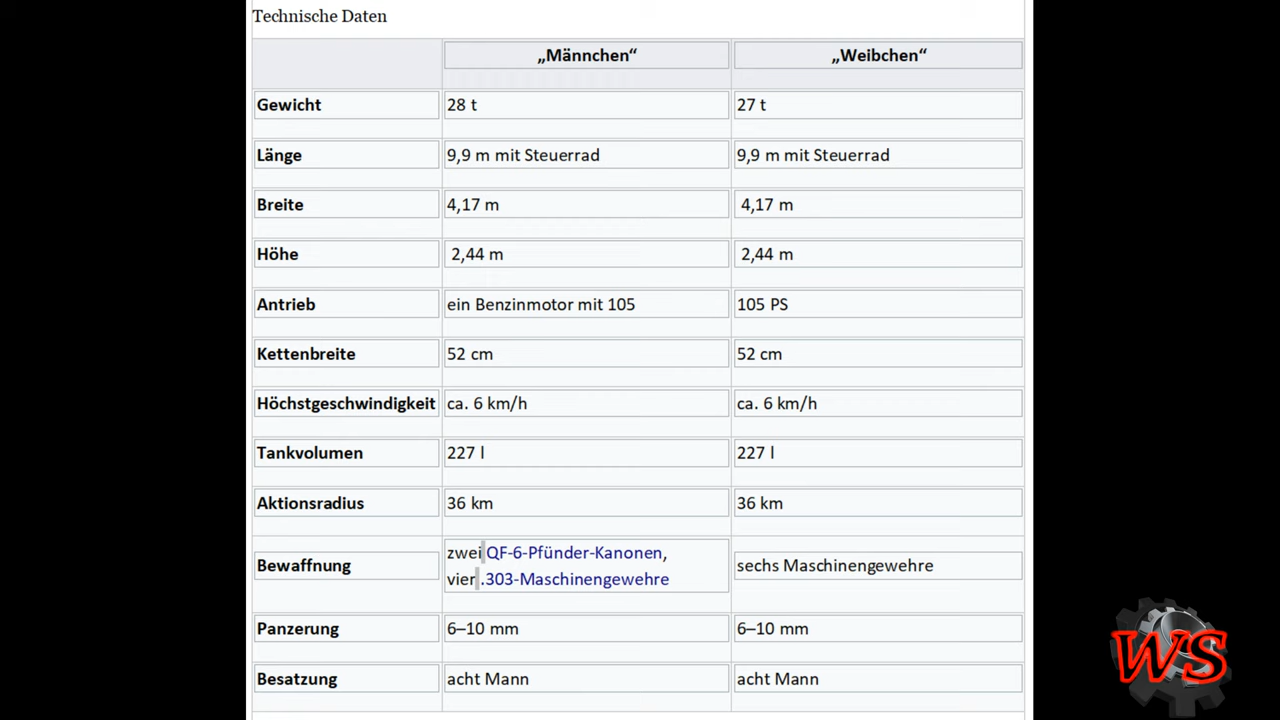 Technische Daten
„Männchen“ „Weibchen“
Gewicht 28 t 27 t
Länge 9,9 m mit Steuerrad 9,9 m mit Steuerrad
Breite 4,17 m 4,17 m
Höhe 2,44 m 2,44 m
Antrieb ein Benzinmotor mit 105 105 PS
Kettenbreite 52 cm 52 cm
Höchstgeschwindigkeit ca. 6 km/h ca. 6 km/h
Tankvolumen 227 l 227 l
Aktionsradius 36 km 36 km
Bewaffnung zwei QF-6-Pfünder-Kanonen,
vier .303-Maschinengewehre sechs Maschinengewehre
Panzerung 6–10 mm 6–10 mm
Besatzung acht Mann acht Mann
WS